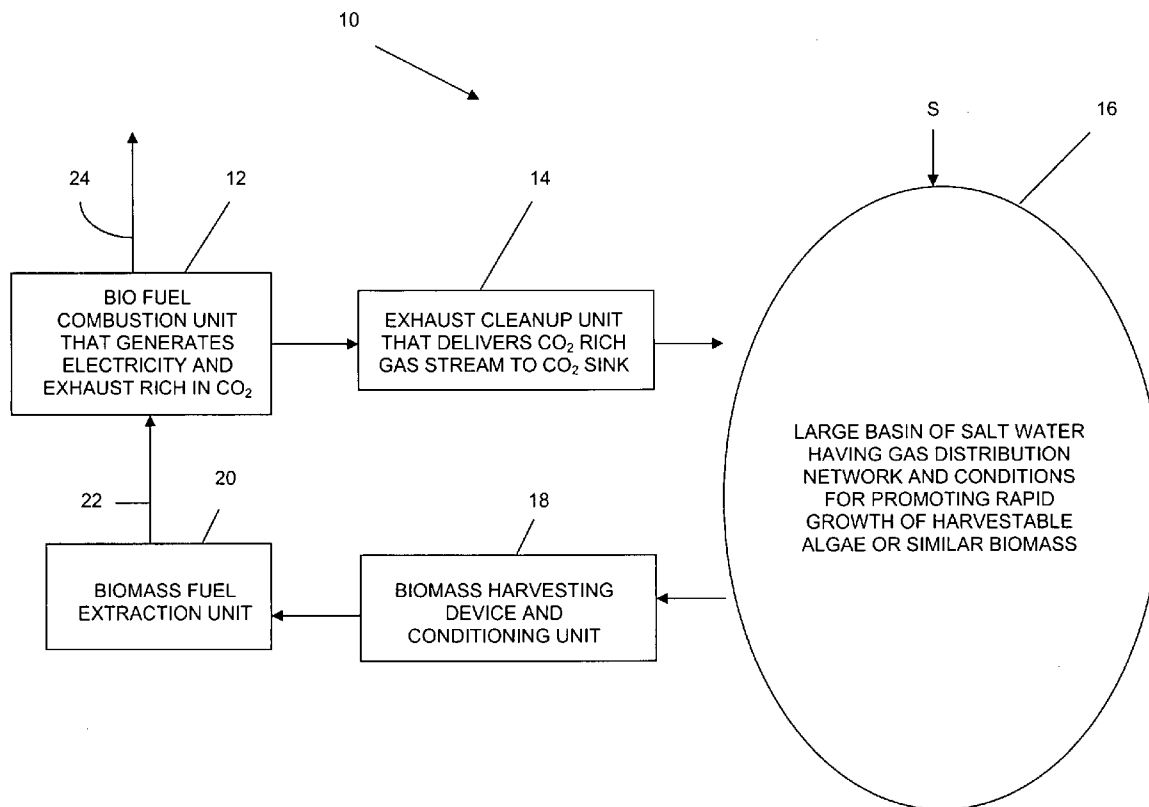 10
S
16
24
12
14
BIO FUEL
COMBUSTION UNIT
THAT GENERATES
ELECTRICITY AND
EXHAUST RICH IN CO₂
EXHAUST CLEANUP UNIT
THAT DELIVERS CO₂ RICH
GAS STREAM TO CO₂ SINK
LARGE BASIN OF SALT WATER
HAVING GAS DISTRIBUTION
NETWORK AND CONDITIONS
FOR PROMOTING RAPID
GROWTH OF HARVESTABLE
ALGAE OR SIMILAR BIOMASS
22
20
18
BIOMASS FUEL
EXTRACTION UNIT
BIOMASS HARVESTING
DEVICE AND
CONDITIONING UNIT